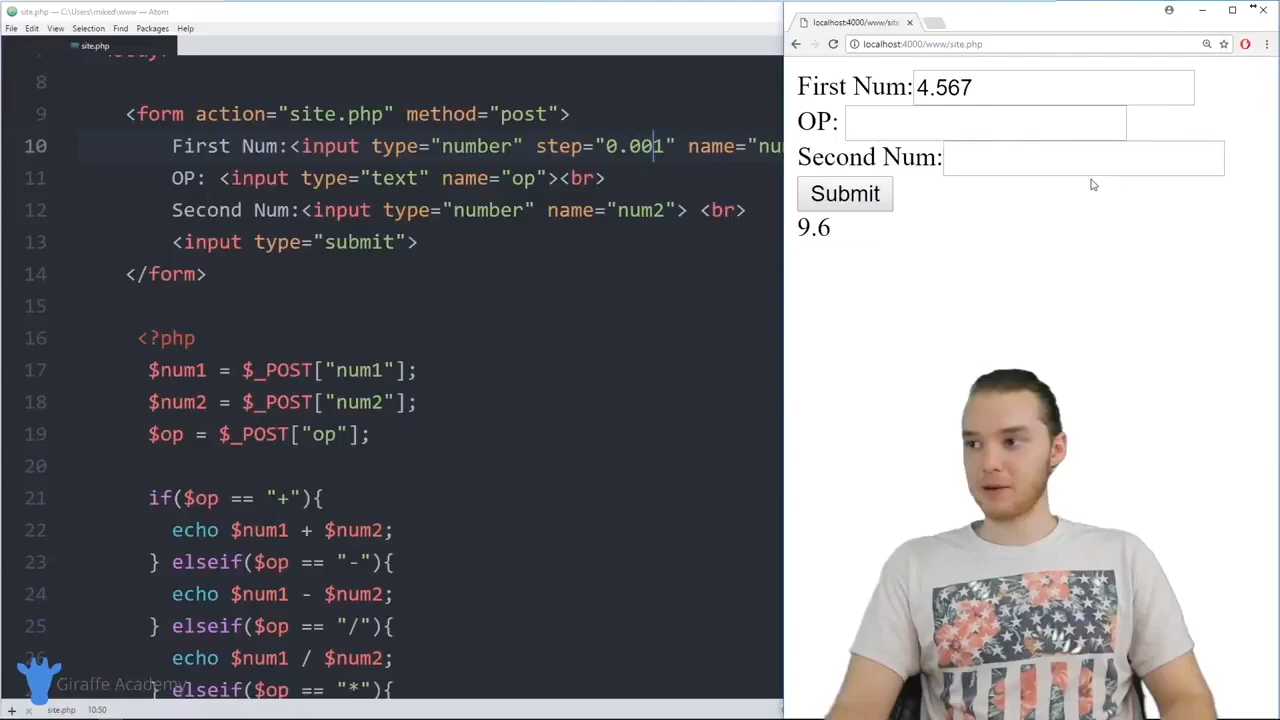 site.php — C:\Users\miked\www — Atom
File Edit View Selection Find Packages Help
site.php
8
9 <form action="site.php" method="post">
10 First Num:<input type="number" step="0.001" name="num
11 OP: <input type="text" name="op"><br>
12 Second Num:<input type="number" name="num2"> <br>
13 <input type="submit">
14 </form>
15
16 <?php
17 $num1 = $_POST["num1"];
18 $num2 = $_POST["num2"];
19 $op = $_POST["op"];
20
21 if($op == "+"){
22 echo $num1 + $num2;
23 } elseif($op == "-"){
24 echo $num1 - $num2;
25 } elseif($op == "/"){
26 echo $num1 / $num2;
} elseif($op == "*"){
Giraffe Academy
site.php 10:50
localhost:4000/www/site
localhost:4000/www/site.php
First Num: 4.567
OP:
Second Num:
Submit
9.6